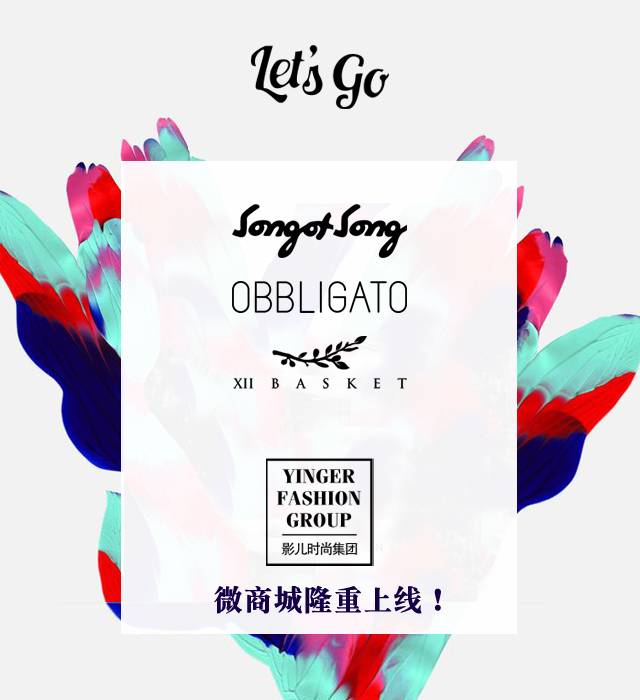 Let's Go
Song of Song
OBBLIGATO
XII BASKET
YINGER
FASHION
GROUP
影儿时尚集团
微商城隆重上线！